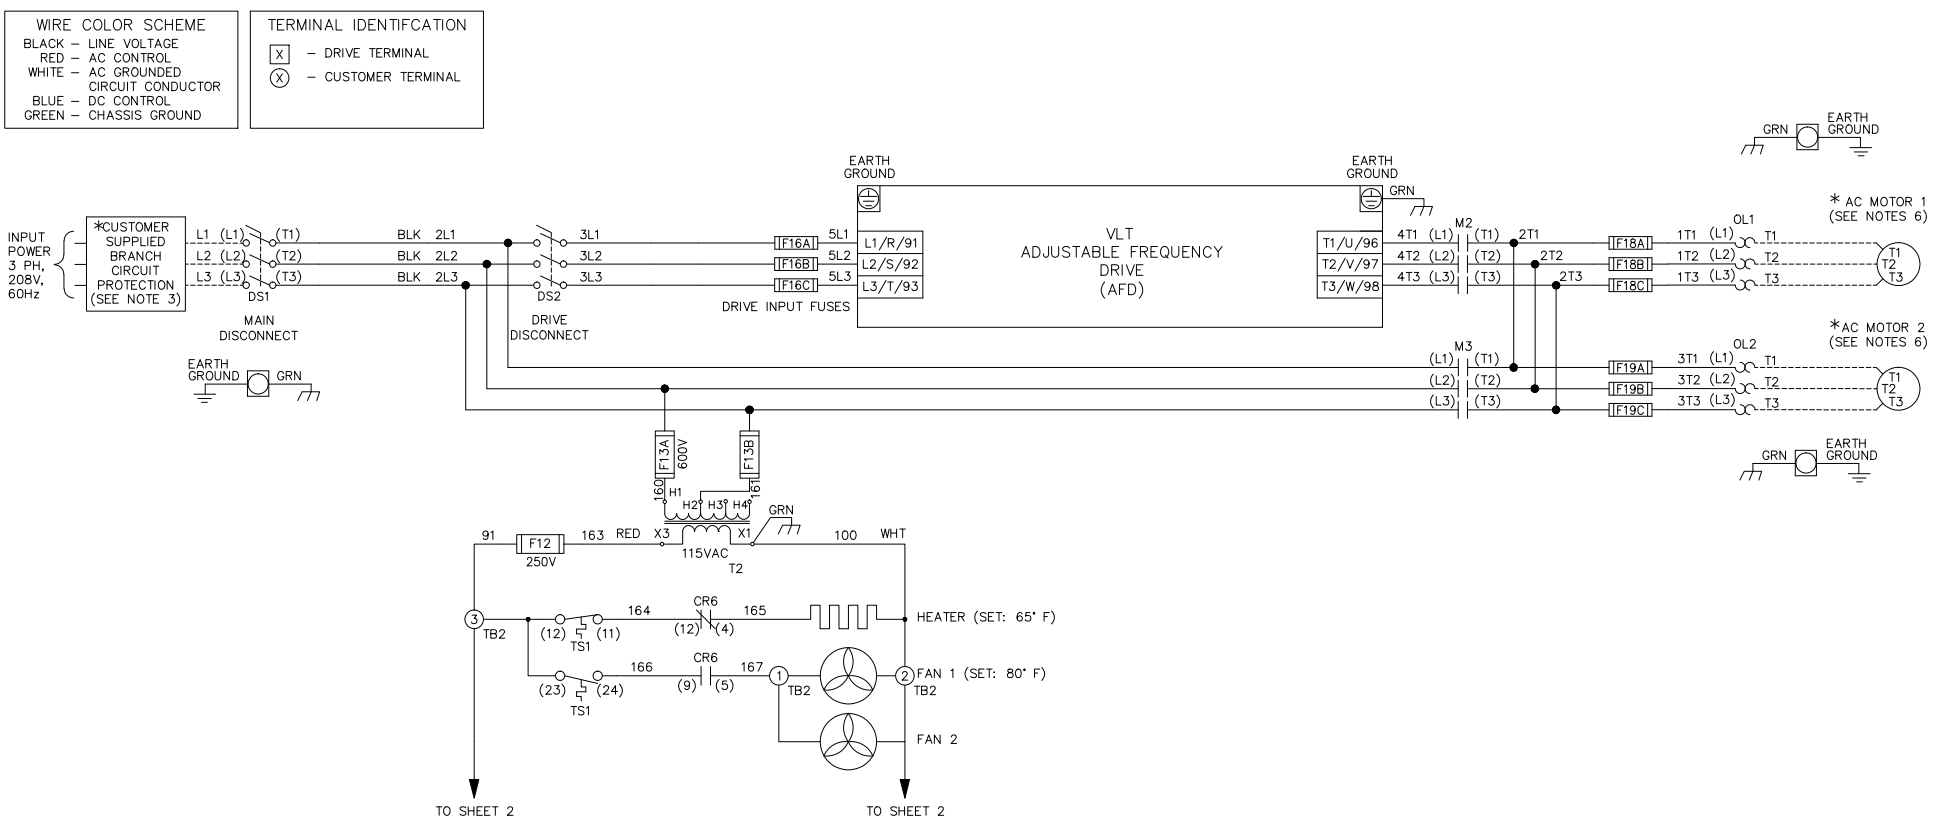 WIRE COLOR SCHEME
BLACK – LINE VOLTAGE
RED – AC CONTROL
WHITE – AC GROUNDED
CIRCUIT CONDUCTOR
BLUE – DC CONTROL
GREEN – CHASSIS GROUND
TERMINAL IDENTIFCATION
X – DRIVE TERMINAL
X – CUSTOMER TERMINAL
INPUT
POWER
3 PH,
208V,
60Hz
*CUSTOMER
SUPPLIED
BRANCH
CIRCUIT
PROTECTION
(SEE NOTE 3)
L1 (L1) (T1) BLK 2L1 3L1 F16A 5L1 L1/R/91
L2 (L2) (T2) BLK 2L2 3L2 F16B 5L2 L2/S/92
L3 (L3) (T3) BLK 2L3 3L3 F16C 5L3 L3/T/93
DS1
MAIN
DISCONNECT
DS2
DRIVE
DISCONNECT
DRIVE INPUT FUSES
EARTH
GROUND GRN
EARTH
GROUND
VLT
ADJUSTABLE FREQUENCY
DRIVE
(AFD)
EARTH
GROUND
GRN
M2
T1/U/96 4T1 (L1) (T1) 2T1 F18A 1T1 (L1) T1
T2/V/97 4T2 (L2) (T2) 2T2 F18B 1T2 (L2) T2
T3/W/98 4T3 (L3) (T3) 2T3 F18C 1T3 (L3) T3
OL1
GRN
EARTH
GROUND
* AC MOTOR 1
(SEE NOTES 6)
T1
T2
T3
M3
(L1) (T1) F19A 3T1 (L1) T1
(L2) (T2) F19B 3T2 (L2) T2
(L3) (T3) F19C 3T3 (L3) T3
OL2
*AC MOTOR 2
(SEE NOTES 6)
T1
T2
T3
GRN
EARTH
GROUND
F13A
600V
F13B
160
161
H1
H2
H3
H4
GRN
91 F12 163 RED X3 X1 100 WHT
250V
115VAC
T2
3
TB2
(12) (11)
TS1
164
CR6
(12) (4)
165
HEATER (SET: 65° F)
(23) (24)
TS1
166
CR6
(9) (5)
167
1
TB2
2
TB2
FAN 1 (SET: 80° F)
FAN 2
TO SHEET 2
TO SHEET 2